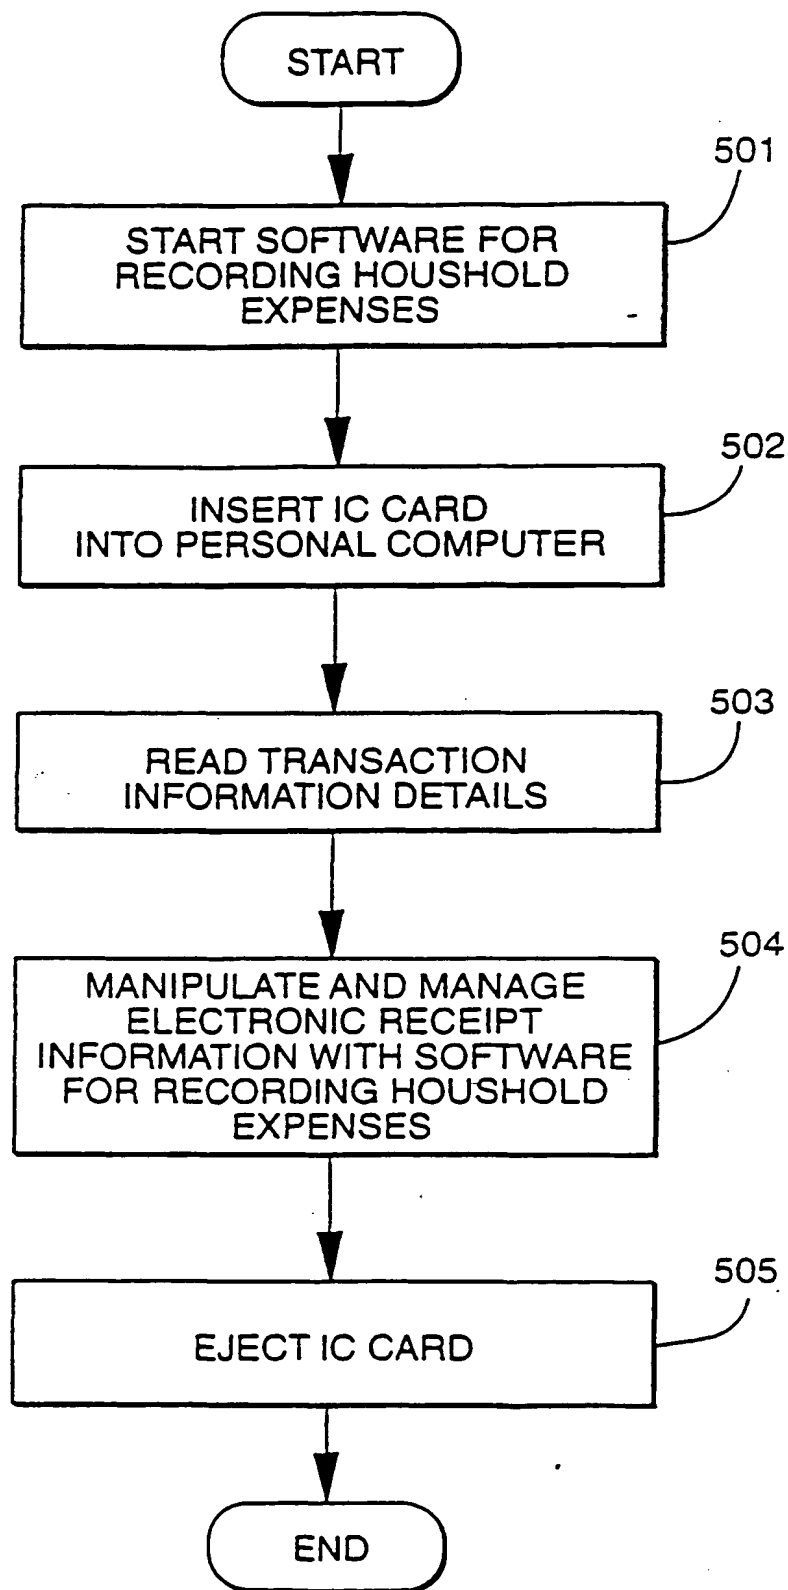 START
501
START SOFTWARE FOR
RECORDING HOUSHOLD
EXPENSES
502
INSERT IC CARD
INTO PERSONAL COMPUTER
503
READ TRANSACTION
INFORMATION DETAILS
504
MANIPULATE AND MANAGE
ELECTRONIC RECEIPT
INFORMATION WITH SOFTWARE
FOR RECORDING HOUSHOLD
EXPENSES
505
EJECT IC CARD
END